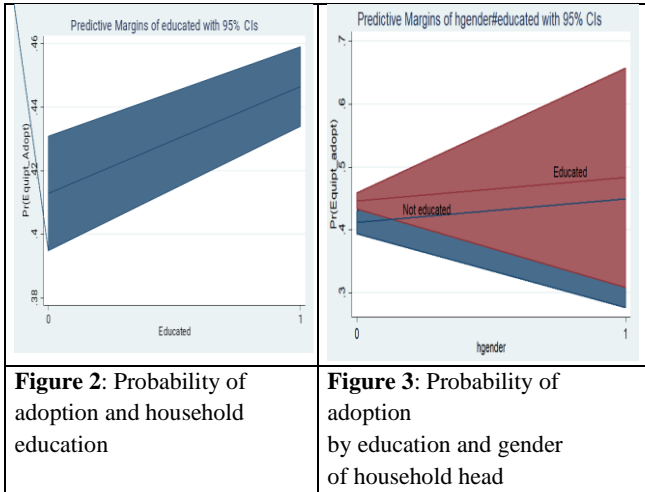 Predictive Margins of educated with 95% CIs
Pr(Equipt_Adopt)
.46
.44
.42
.4
.38
0
1
Educated
Predictive Margins of hgender#educated with 95% CIs
Pr(Equipt_adopt)
.7
.6
.5
.4
.3
Educated
Not educated
0
1
hgender
Figure 2: Probability of
adoption and household
education
Figure 3: Probability of
adoption
by education and gender
of household head